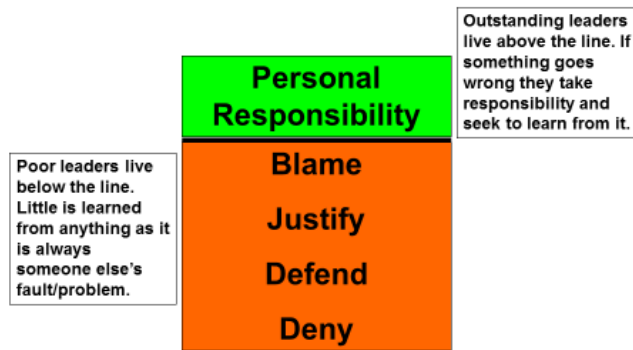 Outstanding leaders
live above the line. If
something goes
wrong they take
responsibility and
seek to learn from it.
Personal
Responsibility
Poor leaders live
below the line.
Little is learned
from anything as it
is always
someone else's
fault/problem.
Blame
Justify
Defend
Deny